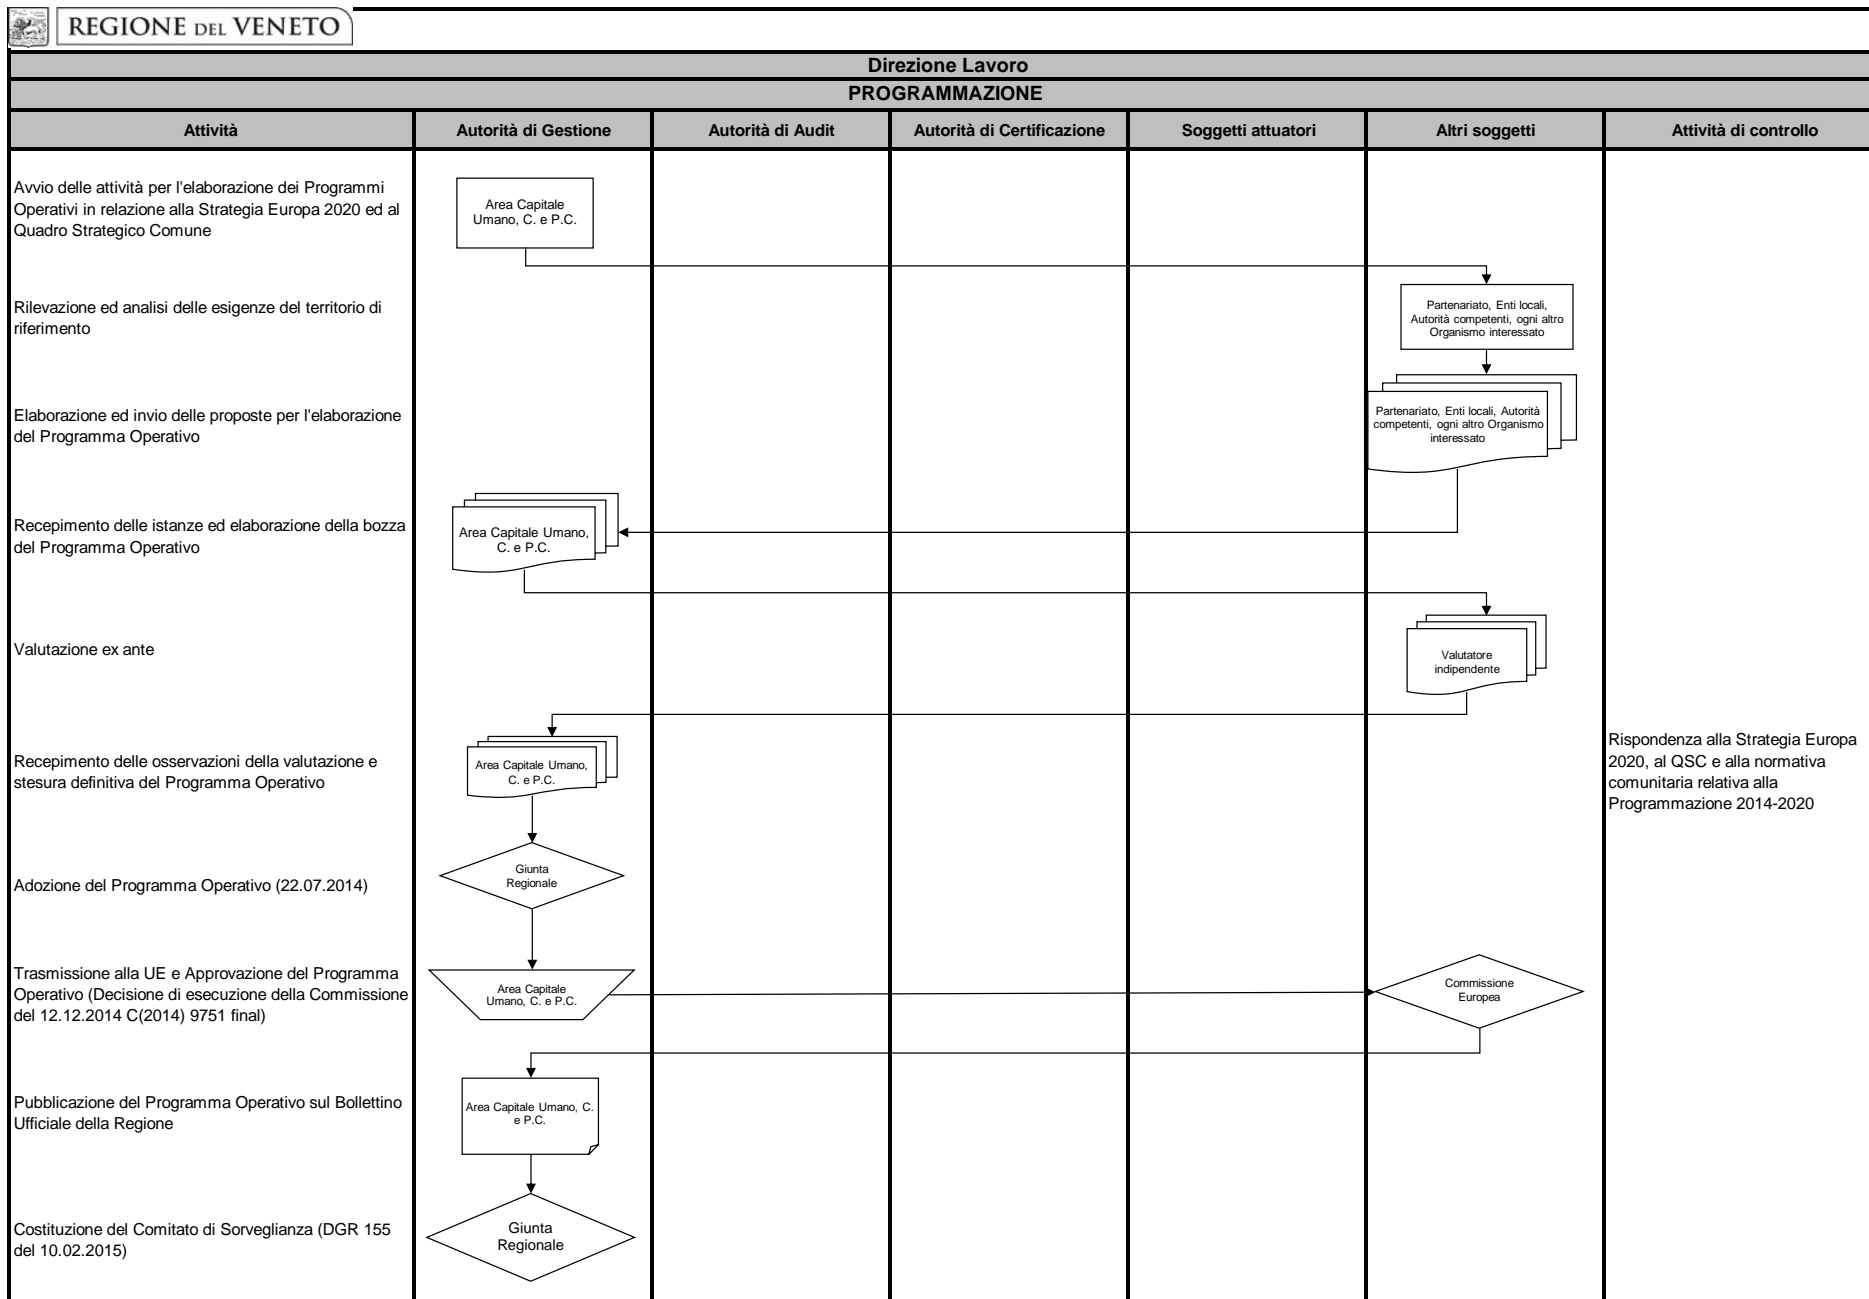 REGIONE DEL VENETO
Direzione Lavoro
PROGRAMMAZIONE
Attività
Autorità di Gestione
Autorità di Audit
Autorità di Certificazione
Soggetti attuatori
Altri soggetti
Attività di controllo
Avvio delle attività per l'elaborazione dei Programmi
Operativi in relazione alla Strategia Europa 2020 ed al
Quadro Strategico Comune
Area Capitale
Umano, C. e P.C.
Rilevazione ed analisi delle esigenze del territorio di
riferimento
Partenariato, Enti locali,
Autorità competenti, ogni altro
Organismo interessato
Elaborazione ed invio delle proposte per l'elaborazione
del Programma Operativo
Partenariato, Enti locali, Autorità
competenti, ogni altro Organismo
interessato
Recepimento delle istanze ed elaborazione della bozza
del Programma Operativo
Area Capitale Umano,
C. e P.C.
Valutazione ex ante
Valutatore
indipendente
Recepimento delle osservazioni della valutazione e
stesura definitiva del Programma Operativo
Area Capitale Umano,
C. e P.C.
Rispondenza alla Strategia Europa
2020, al QSC e alla normativa
comunitaria relativa alla
Programmazione 2014-2020
Adozione del Programma Operativo (22.07.2014)
Giunta
Regionale
Trasmissione alla UE e Approvazione del Programma
Operativo (Decisione di esecuzione della Commissione
del 12.12.2014 C(2014) 9751 final)
Area Capitale
Umano, C. e P.C.
Commissione
Europea
Pubblicazione del Programma Operativo sul Bollettino
Ufficiale della Regione
Area Capitale Umano, C.
e P.C.
Costituzione del Comitato di Sorveglianza (DGR 155
del 10.02.2015)
Giunta
Regionale